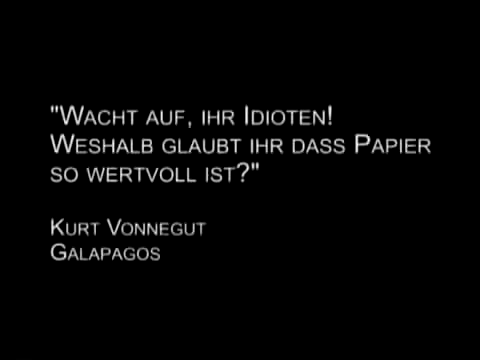 "Wacht auf, ihr Idioten!
Weshalb glaubt ihr dass Papier
so wertvoll ist?"
Kurt Vonnegut
Galapagos